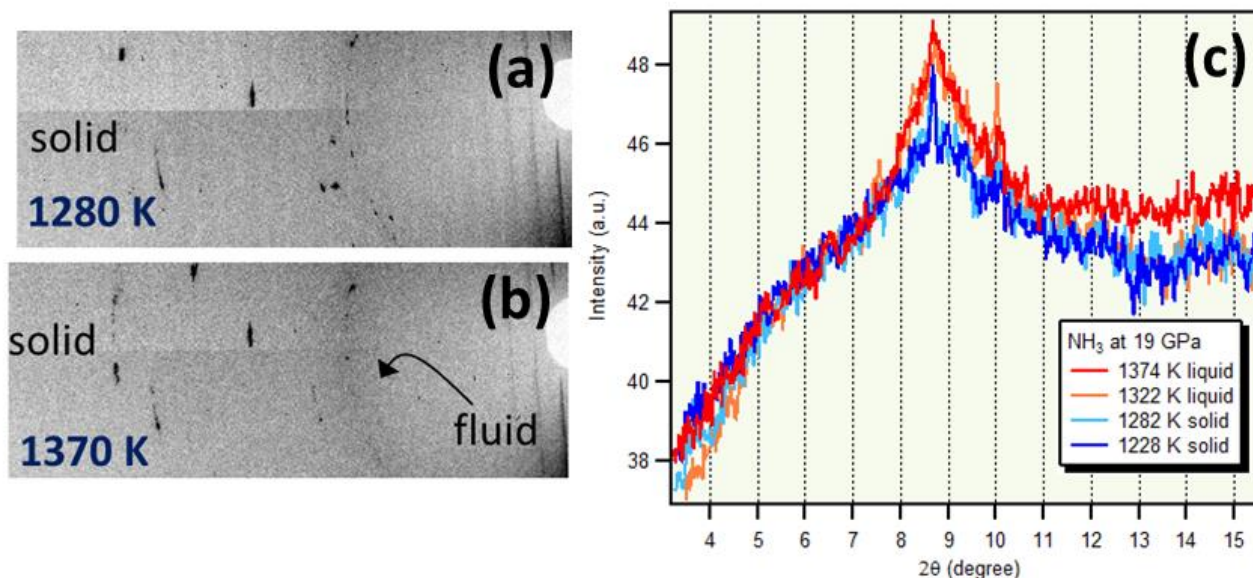 (a)
solid
1280 K
(b)
solid
fluid
1370 K
(c)
48
46
44
42
40
38
Intensity (a.u.)
NH₃ at 19 GPa
1374 K liquid
1322 K liquid
1282 K solid
1228 K solid
4 5 6 7 8 9 10 11 12 13 14 15
2θ (degree)